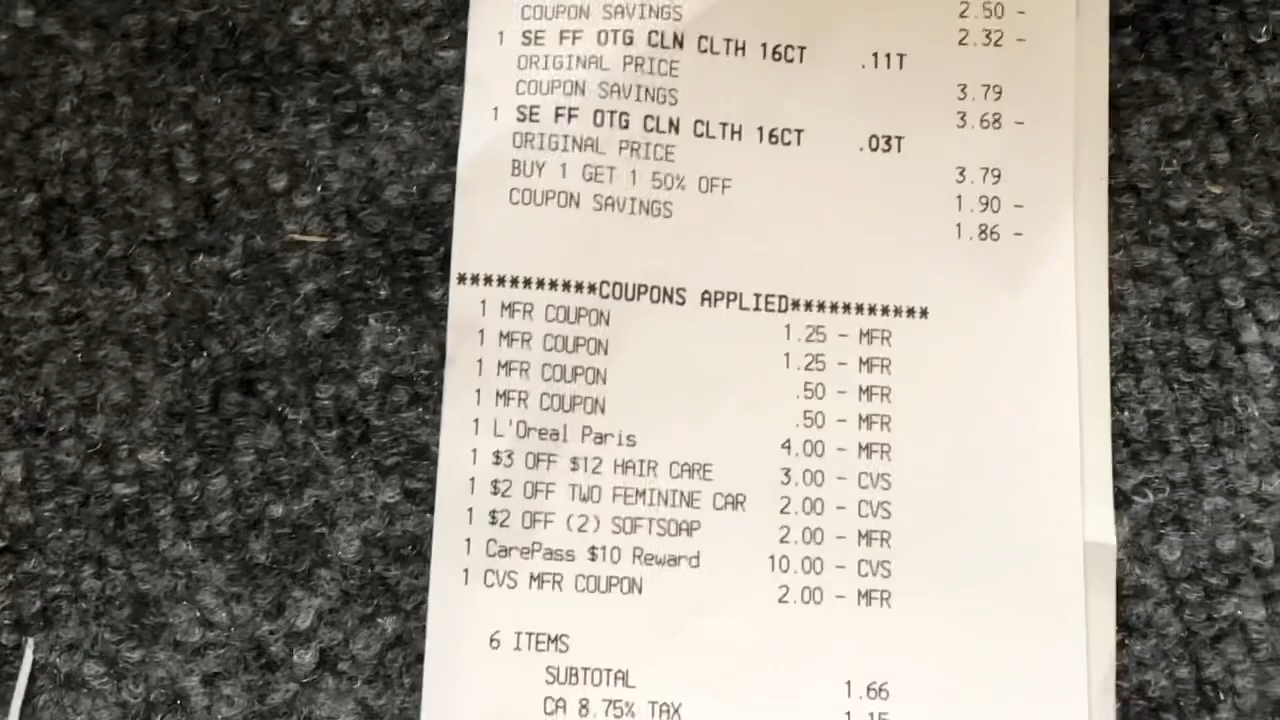 COUPON SAVINGS 2.50 -
2.32 -
1 SE FF OTG CLN CLTH 16CT .11T
ORIGINAL PRICE 3.79
COUPON SAVINGS 3.68 -
1 SE FF OTG CLN CLTH 16CT .03T
ORIGINAL PRICE 3.79
BUY 1 GET 1 50% OFF 1.90 -
COUPON SAVINGS 1.86 -
***********COUPONS APPLIED***********
1 MFR COUPON 1.25 - MFR
1 MFR COUPON 1.25 - MFR
1 MFR COUPON .50 - MFR
1 MFR COUPON .50 - MFR
1 L'Oreal Paris 4.00 - MFR
1 $3 OFF $12 HAIR CARE 3.00 - CVS
1 $2 OFF TWO FEMININE CAR 2.00 - CVS
1 $2 OFF (2) SOFTSOAP 2.00 - MFR
1 CarePass $10 Reward 10.00 - CVS
1 CVS MFR COUPON 2.00 - MFR
6 ITEMS
SUBTOTAL 1.66
CA 8.75% TAX 1.15